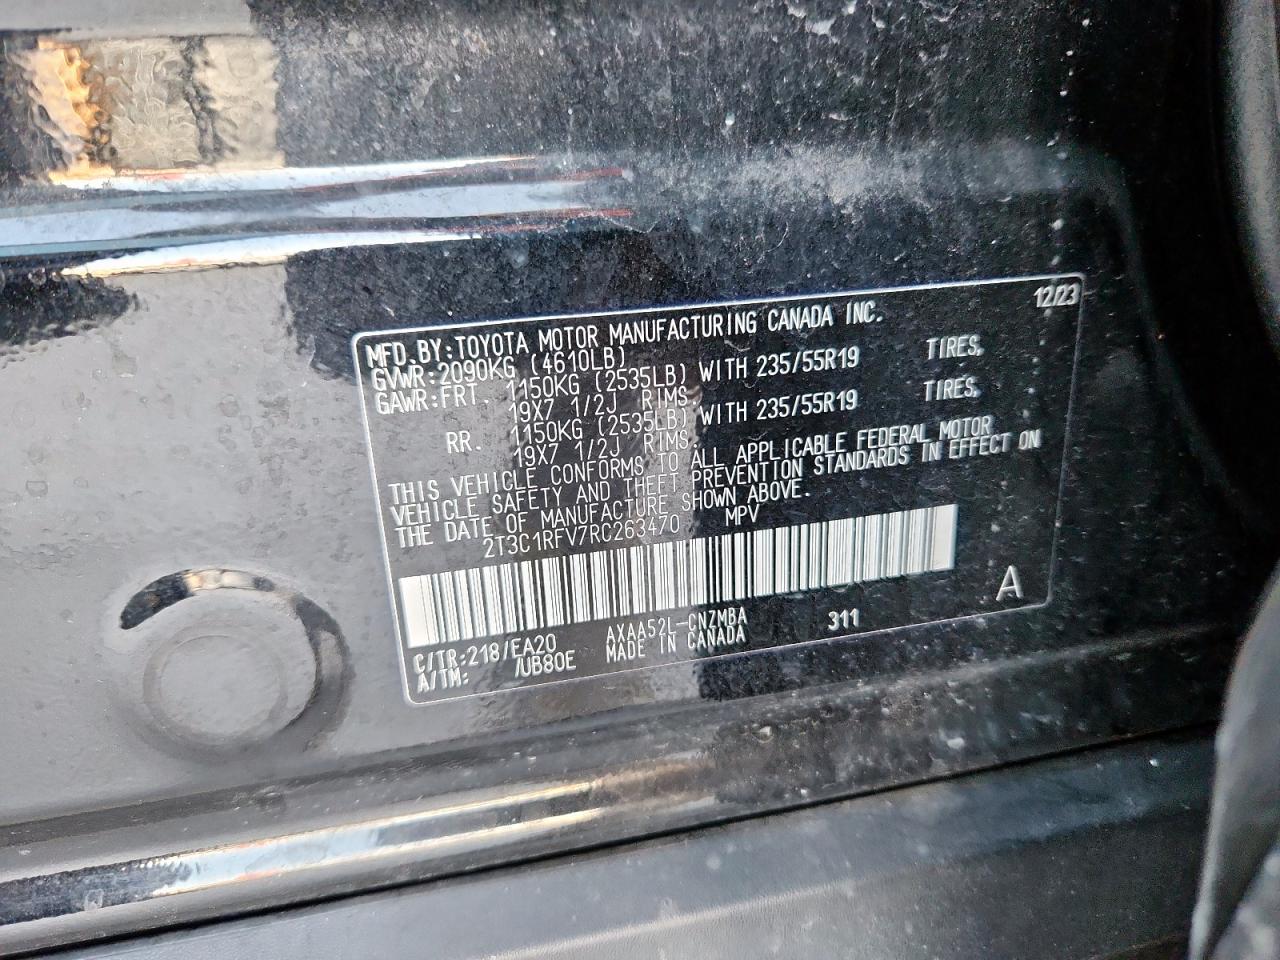 12/23
MFD.BY:TOYOTA MOTOR MANUFACTURING CANADA INC.
GVWR:2090KG (4610LB)
GAWR:FRT. 1150KG (2535LB) WITH 235/55R19 TIRES,
19X7 1/2J RIMS.
RR. 1150KG (2535LB) WITH 235/55R19 TIRES,
19X7 1/2J RIMS.
THIS VEHICLE CONFORMS TO ALL APPLICABLE FEDERAL MOTOR
VEHICLE SAFETY AND THEFT PREVENTION STANDARDS IN EFFECT ON
THE DATE OF MANUFACTURE SHOWN ABOVE.
2T3C1RFV7RC263470 MPV
A
C/TR:218/EA20 AXAA52L-CNZMBA 311
A/TM: /UB80E MADE IN CANADA